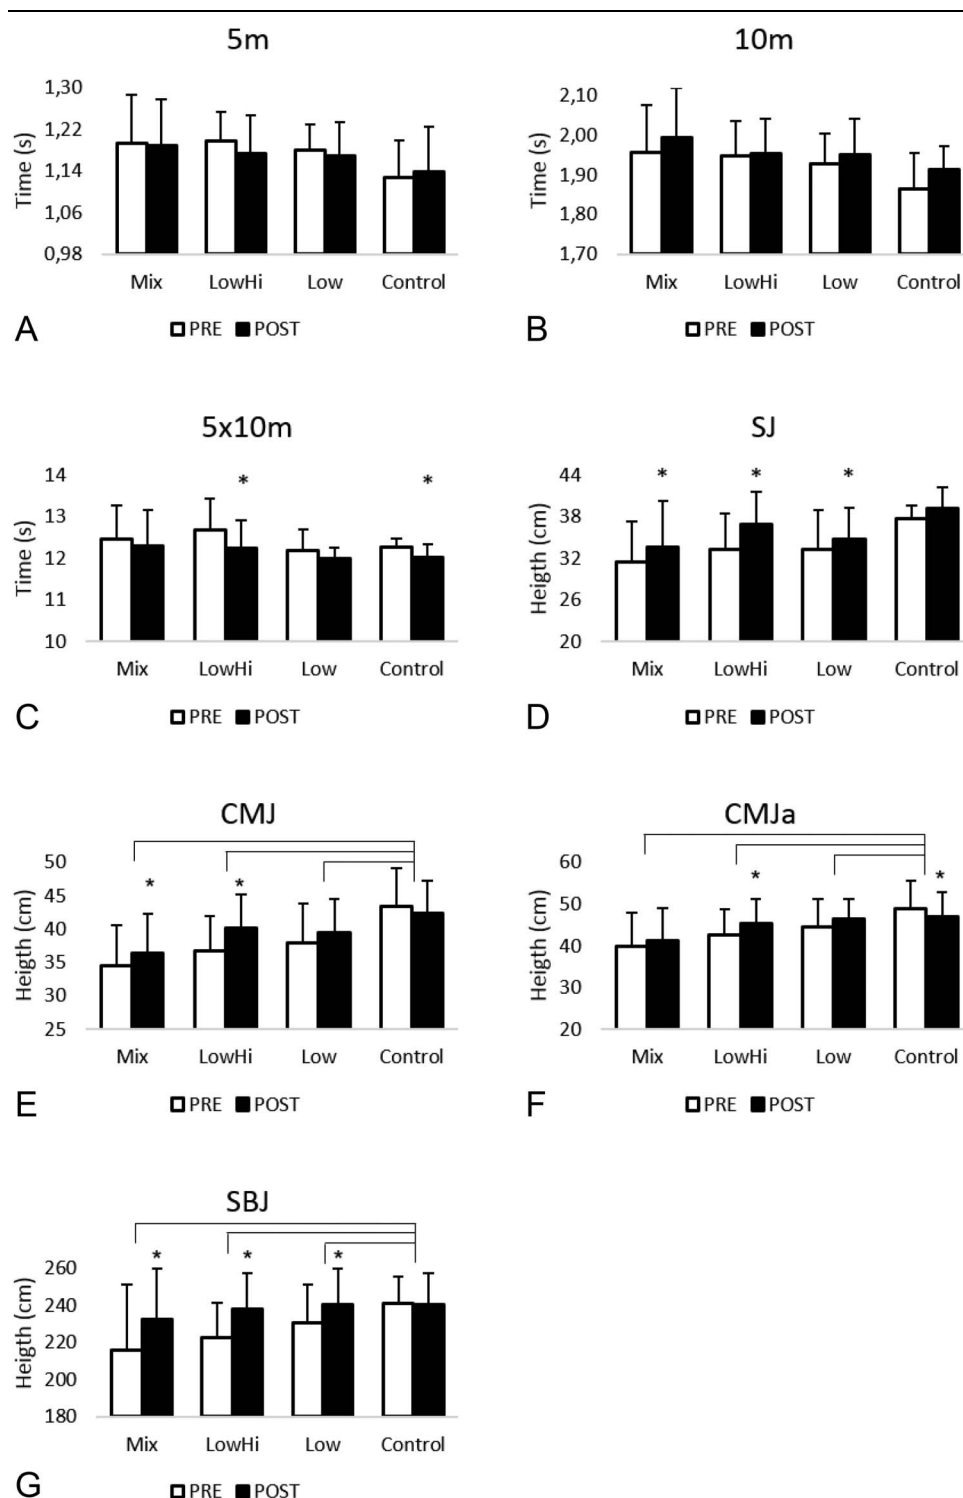 5m
1,30
1,22
1,14
1,06
0,98
Time (s)
Mix LowHi Low Control
PRE POST
A
10m
2,10
2,00
1,90
1,80
1,70
Time (s)
Mix LowHi Low Control
PRE POST
B
5x10m
14
13
12
11
10
Time (s)
* *
Mix LowHi Low Control
PRE POST
C
SJ
44
38
32
26
20
Heigth (cm)
* * *
Mix LowHi Low Control
PRE POST
D
CMJ
50
45
40
35
30
25
Heigth (cm)
* *
Mix LowHi Low Control
PRE POST
E
CMJa
60
50
40
30
20
Heigth (cm)
* *
Mix LowHi Low Control
PRE POST
F
SBJ
260
240
220
200
180
Heigth (cm)
* * *
Mix LowHi Low Control
PRE POST
G